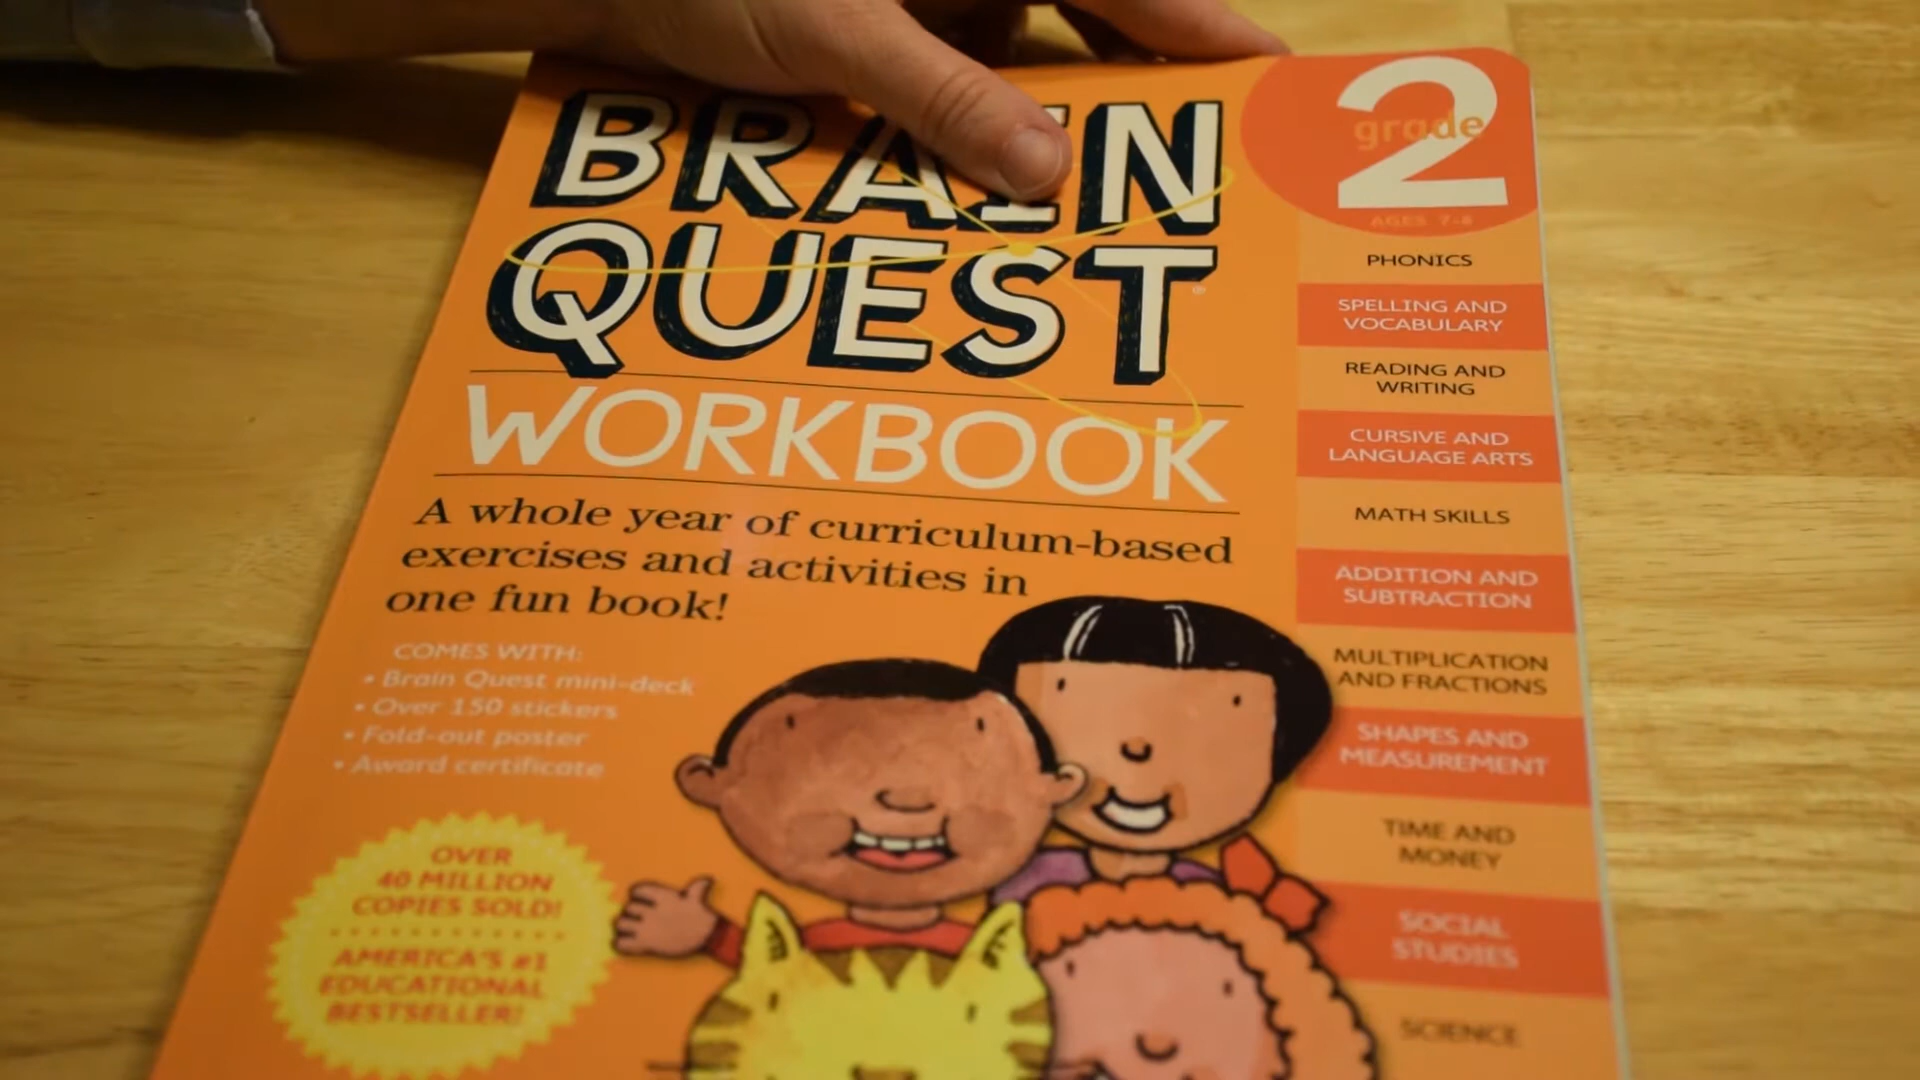 BRAIN
QUEST®
WORKBOOK
A whole year of curriculum-based
exercises and activities in
one fun book!
COMES WITH:
• Brain Quest mini-deck
• Over 150 stickers
• Fold-out poster
• Award certificate
OVER
40 MILLION
COPIES SOLD!
AMERICA'S #1
EDUCATIONAL
BESTSELLER!
2
grade
AGES 7-8
PHONICS
SPELLING AND
VOCABULARY
READING AND
WRITING
CURSIVE AND
LANGUAGE ARTS
MATH SKILLS
ADDITION AND
SUBTRACTION
MULTIPLICATION
AND FRACTIONS
SHAPES AND
MEASUREMENT
TIME AND
MONEY
SOCIAL
STUDIES
SCIENCE